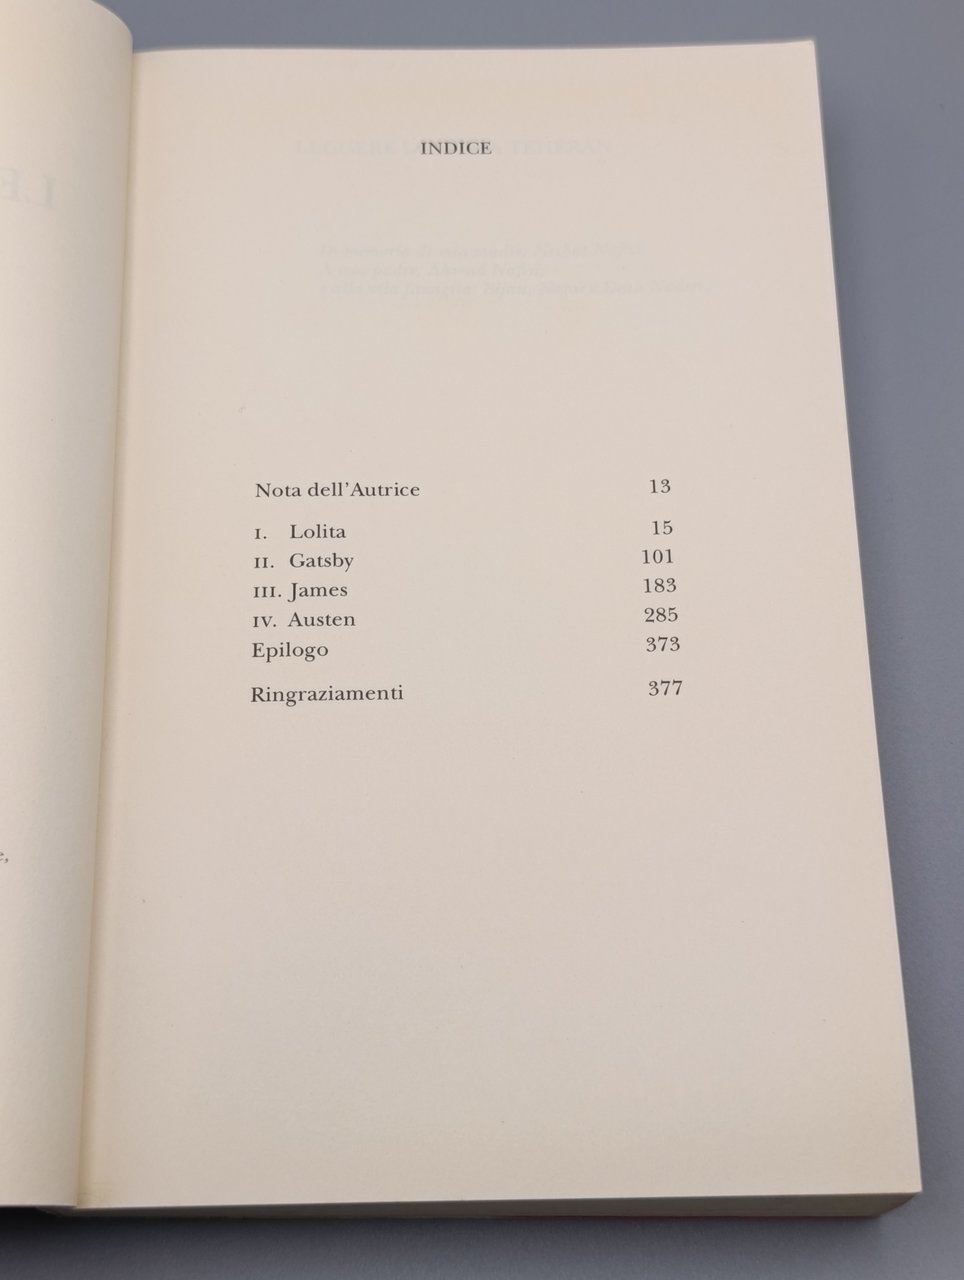 INDICE
Nota dell'Autrice 13
I. Lolita 15
II. Gatsby 101
III. James 183
IV. Austen 285
Epilogo 373
Ringraziamenti 377